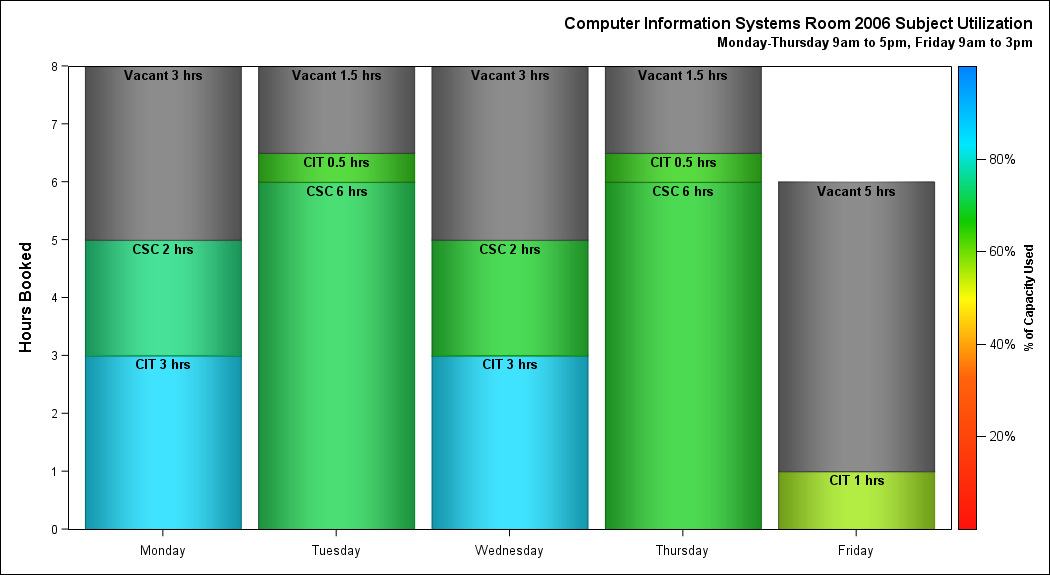 Computer Information Systems Room 2006 Subject Utilization
Monday-Thursday 9am to 5pm, Friday 9am to 3pm
Hours Booked
8
7
6
5
4
3
2
1
0
Vacant 3 hrs
CSC 2 hrs
CIT 3 hrs
Vacant 1.5 hrs
CIT 0.5 hrs
CSC 6 hrs
Vacant 3 hrs
CSC 2 hrs
CIT 3 hrs
Vacant 1.5 hrs
CIT 0.5 hrs
CSC 6 hrs
Vacant 5 hrs
CIT 1 hrs
Monday
Tuesday
Wednesday
Thursday
Friday
80%
60%
40%
20%
% of Capacity Used